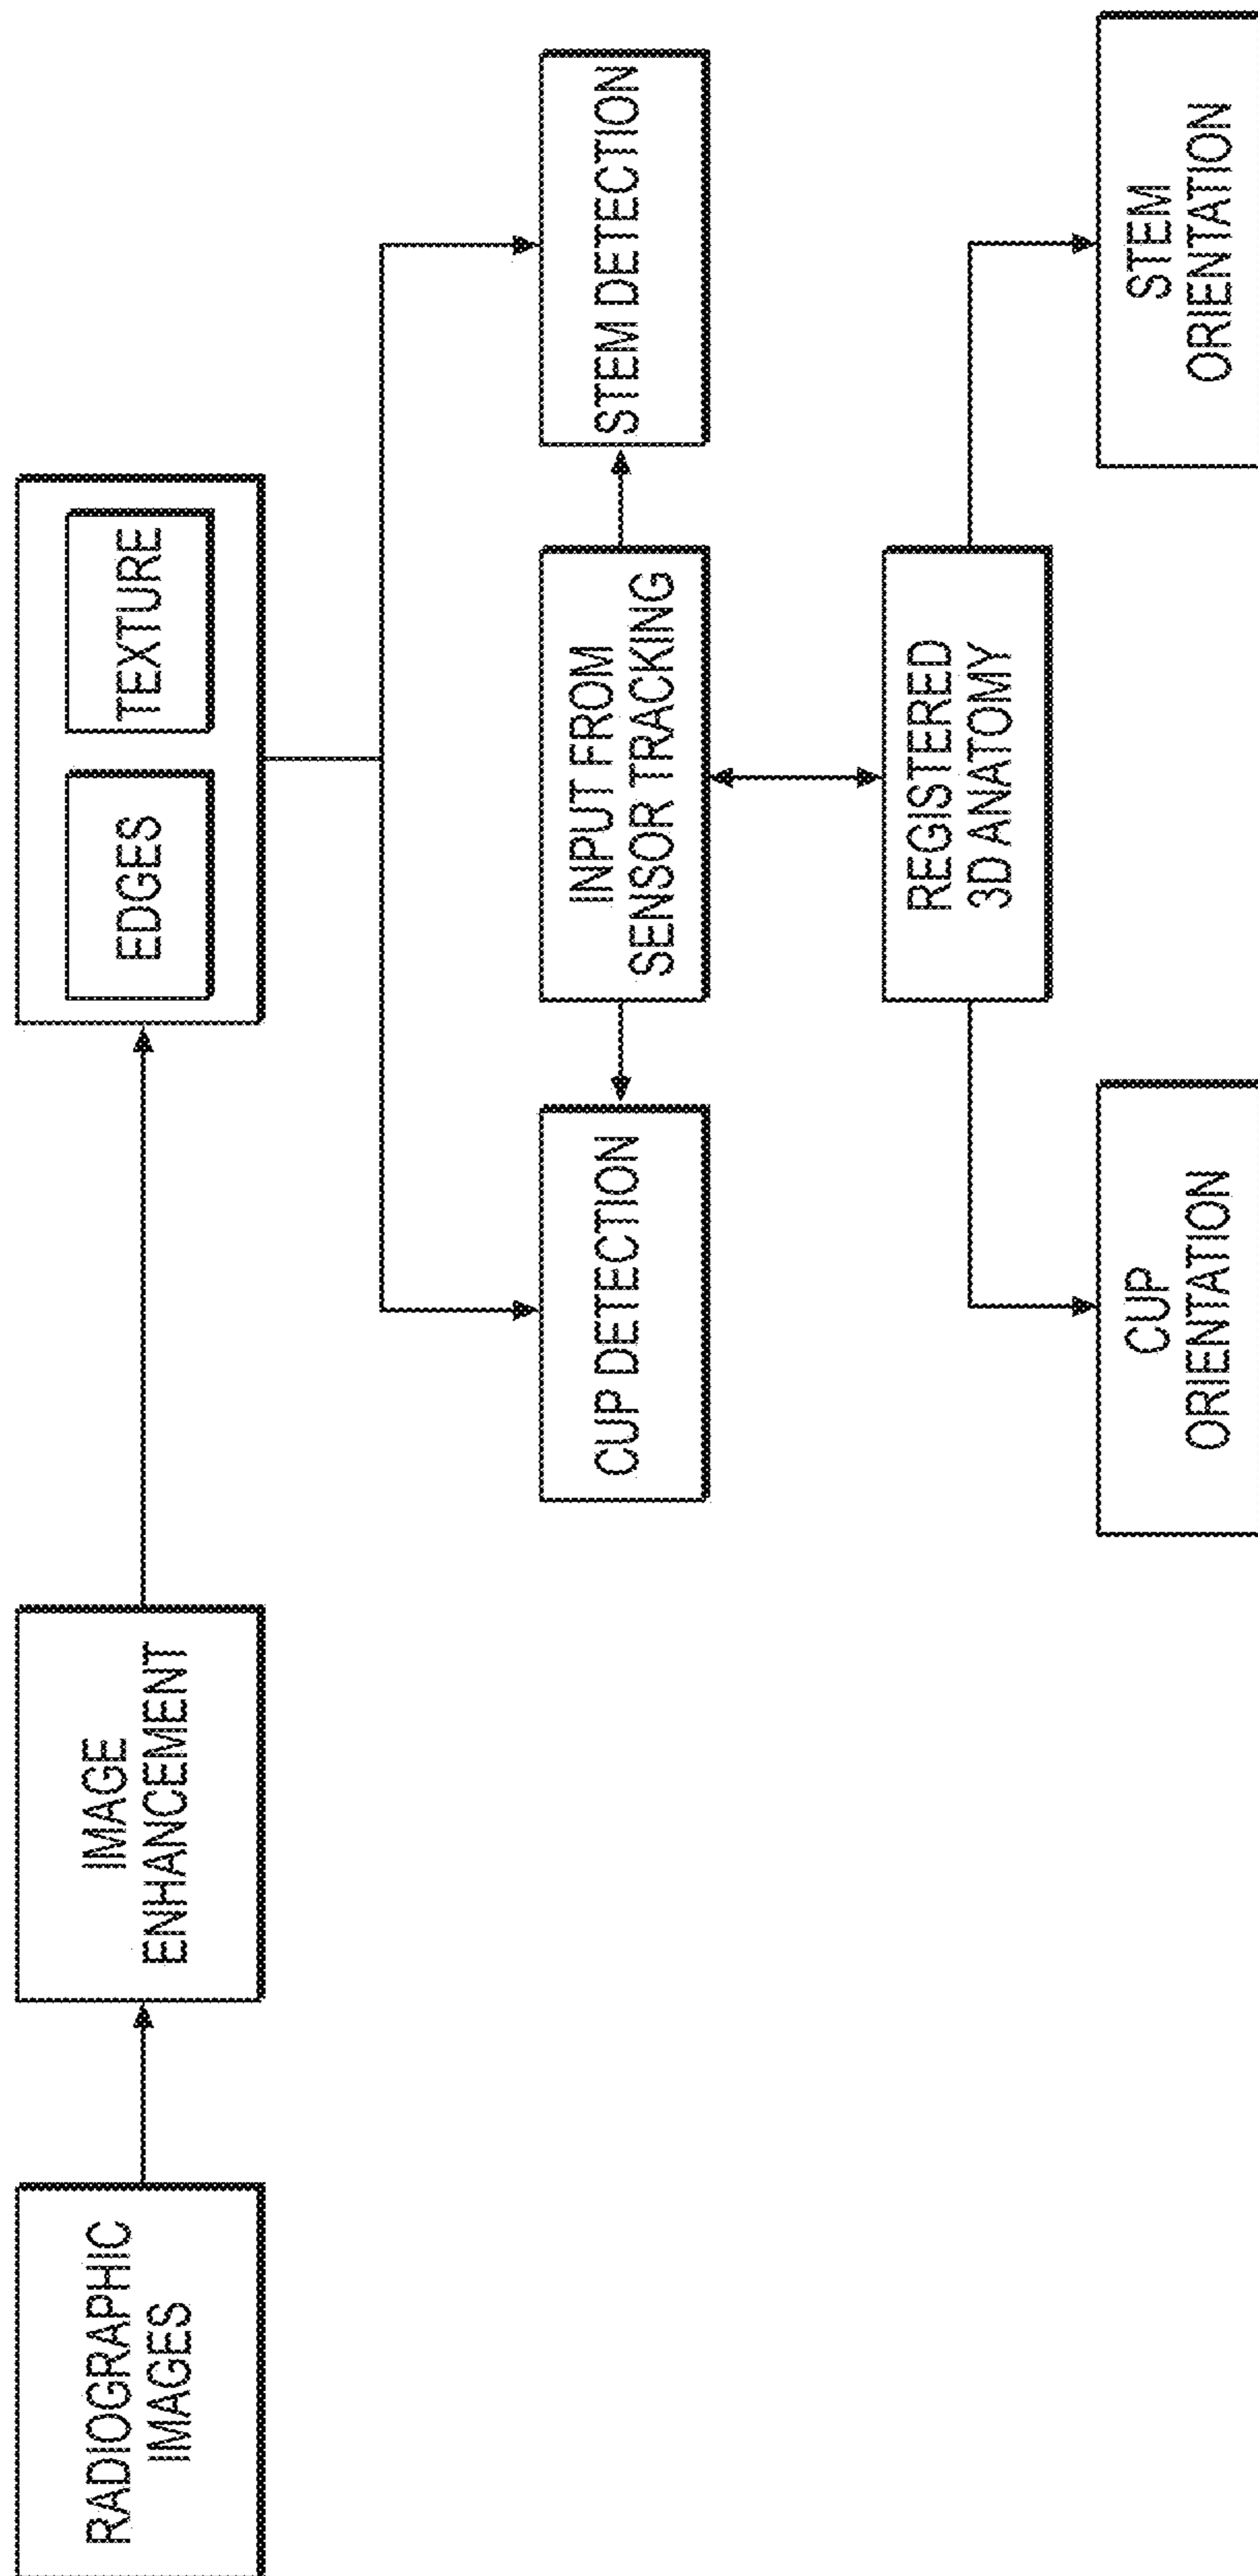 RADIOGRAPHIC
IMAGES
IMAGE
ENHANCEMENT
EDGES
TEXTURE
CUP DETECTION
INPUT FROM
SENSOR TRACKING
STEM DETECTION
REGISTERED
3D ANATOMY
CUP
ORIENTATION
STEM
ORIENTATION